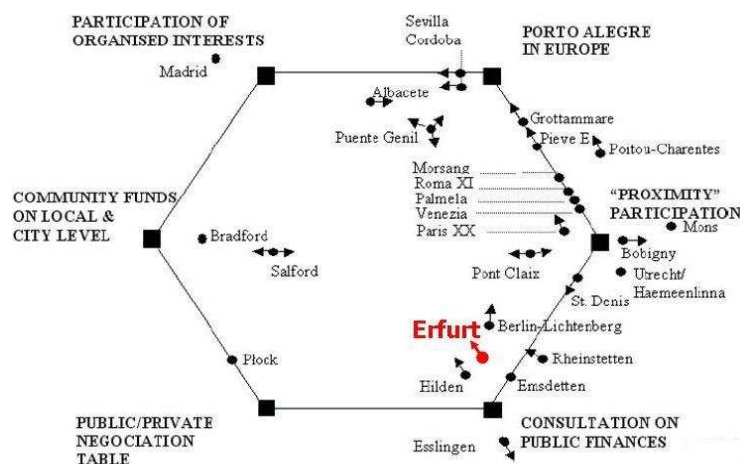 PARTICIPATION OF
ORGANISED INTERESTS
Madrid
Sevilla
Cordoba
PORTO ALEGRE
IN EUROPE
Albacete
Puente Genil
Grottammare
Pieve E
Poitou-Charentes
Morsang
Roma XI
Palmela
Venezia
Paris XX
COMMUNITY FUNDS
ON LOCAL &
CITY LEVEL
"PROXIMITY"
PARTICIPATION
Mons
Bradford
Salford
Pont Claix
Bobigny
Utrecht/
Haemeenlinna
St. Denis
Erfurt
Berlin-Lichtenberg
Płock
Hilden
Rheinstetten
Emsdetten
PUBLIC/PRIVATE
NEGOCIATION
TABLE
Esslingen
CONSULTATION ON
PUBLIC FINANCES